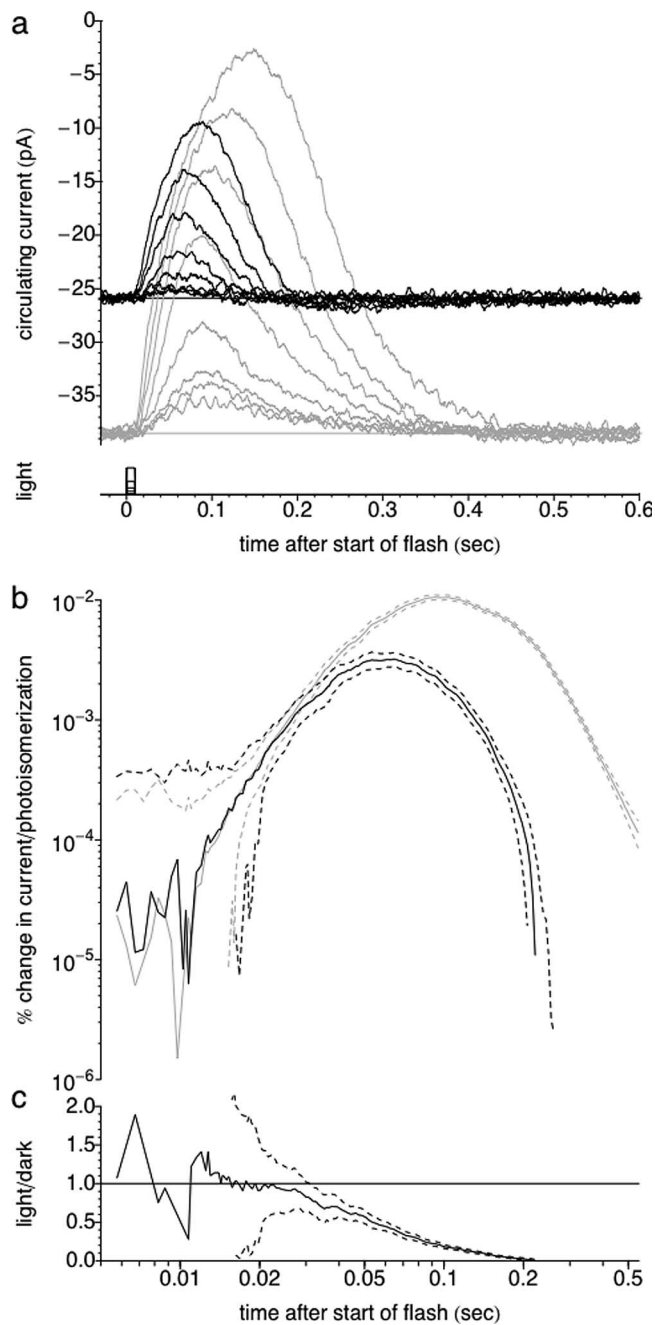 a
circulating current (pA)
0
−5
−10
−15
−20
−25
−30
−35
light
0 0.1 0.2 0.3 0.4 0.5 0.6
time after start of flash (sec)
b
% change in current/photoisomerization
10-2
10-3
10-4
10-5
10-6
c
light/dark
2.0
1.5
1.0
0.5
0.0
0.01 0.02 0.05 0.1 0.2 0.5
time after start of flash (sec)